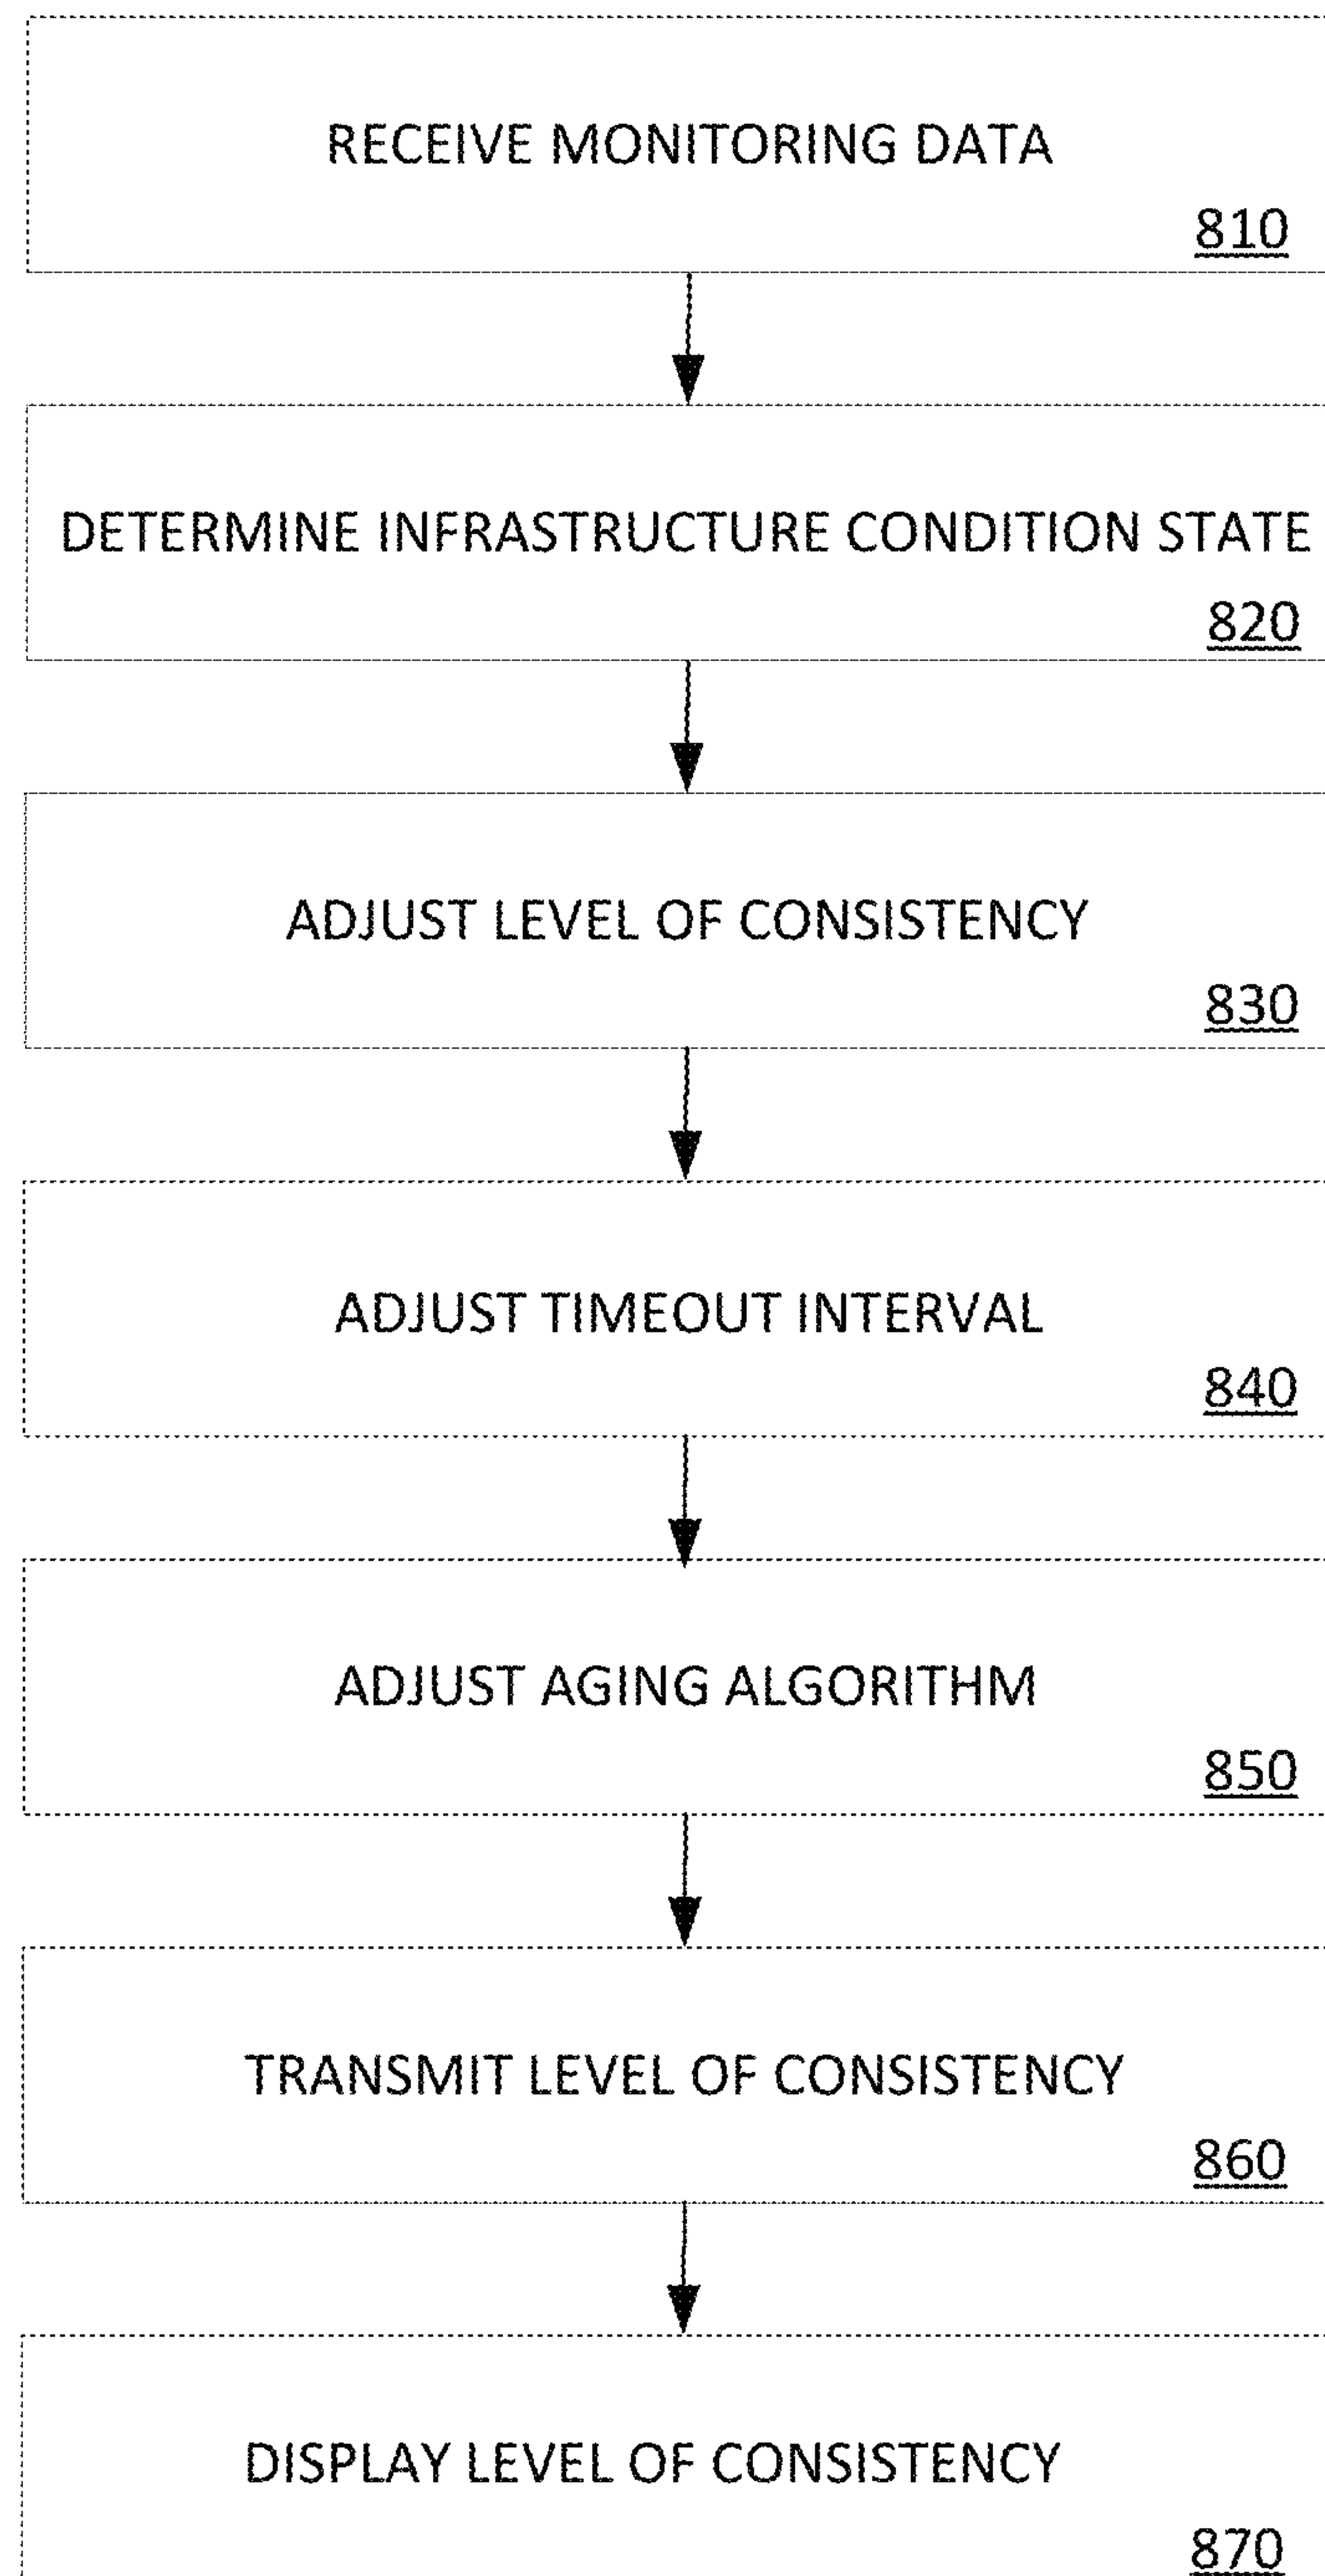 RECEIVE MONITORING DATA
810
DETERMINE INFRASTRUCTURE CONDITION STATE
820
ADJUST LEVEL OF CONSISTENCY
830
ADJUST TIMEOUT INTERVAL
840
ADJUST AGING ALGORITHM
850
TRANSMIT LEVEL OF CONSISTENCY
860
DISPLAY LEVEL OF CONSISTENCY
870